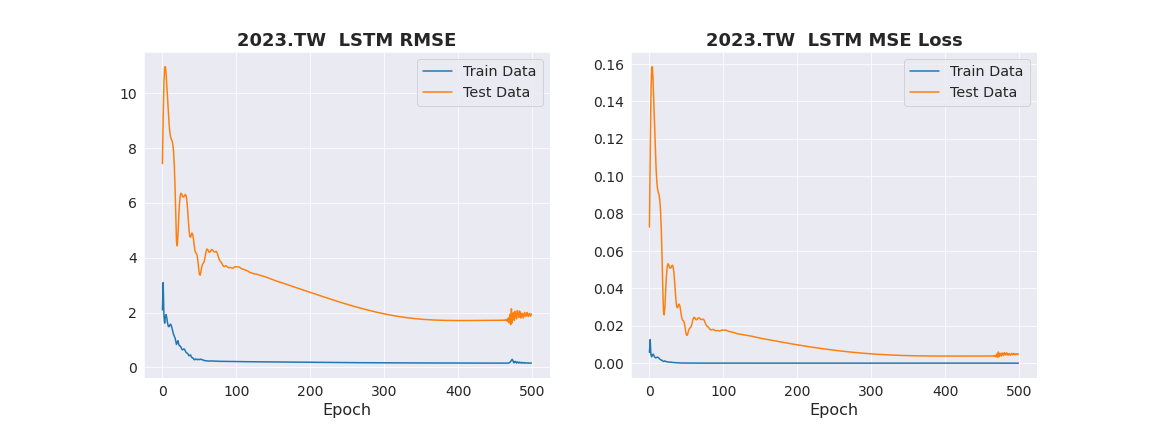 2023.TW  LSTM RMSE
Train Data
Test Data
10
8
6
4
2
0
0 100 200 300 400 500
Epoch
2023.TW  LSTM MSE Loss
Train Data
Test Data
0.16
0.14
0.12
0.10
0.08
0.06
0.04
0.02
0.00
0 100 200 300 400 500
Epoch